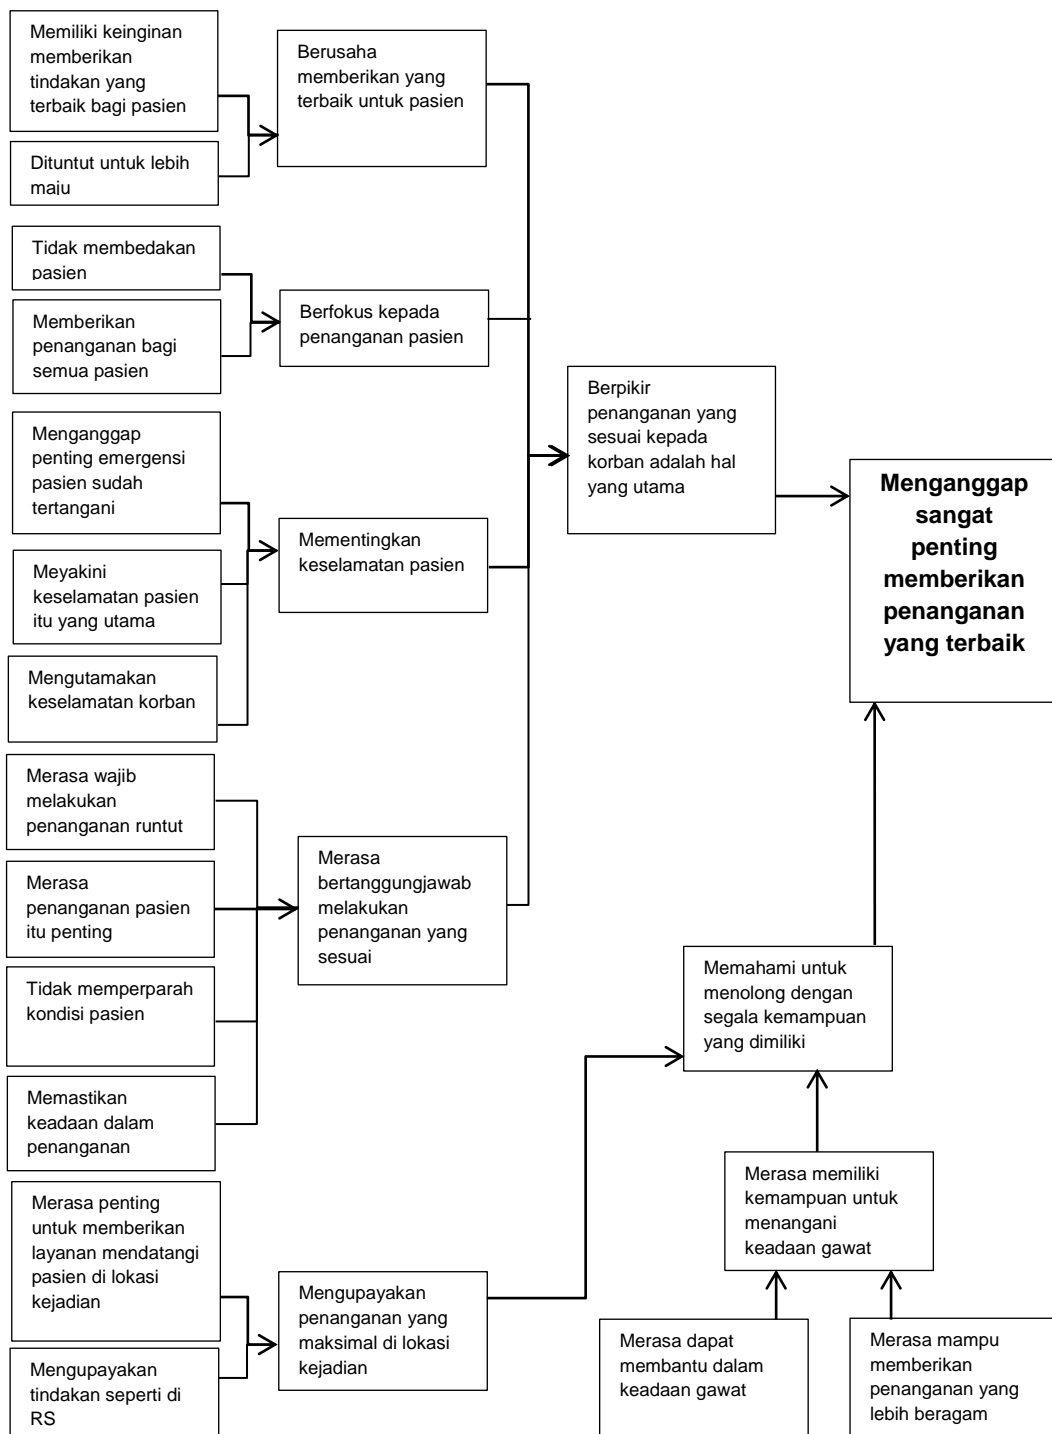 Memiliki keinginan
memberikan
tindakan yang
terbaik bagi pasien
Dituntut untuk lebih
maju
Tidak membedakan
pasien
Memberikan
penanganan bagi
semua pasien
Menganggap
penting emergensi
pasien sudah
tertangani
Meyakini
keselamatan pasien
itu yang utama
Mengutamakan
keselamatan korban
Merasa wajib
melakukan
penanganan runtut
Merasa
penanganan pasien
itu penting
Tidak memperparah
kondisi pasien
Memastikan
keadaan dalam
penanganan
Merasa penting
untuk memberikan
layanan mendatangi
pasien di lokasi
kejadian
Mengupayakan
tindakan seperti di
RS
Berusaha
memberikan yang
terbaik untuk pasien
Berfokus kepada
penanganan pasien
Mementingkan
keselamatan pasien
Merasa
bertanggungjawab
melakukan
penanganan yang
sesuai
Mengupayakan
penanganan yang
maksimal di lokasi
kejadian
Berpikir
penanganan yang
sesuai kepada
korban adalah hal
yang utama
Menganggap
sangat
penting
memberikan
penanganan
yang terbaik
Memahami untuk
menolong dengan
segala kemampuan
yang dimiliki
Merasa memiliki
kemampuan untuk
menangani
keadaan gawat
Merasa dapat
membantu dalam
keadaan gawat
Merasa mampu
memberikan
penanganan yang
lebih beragam